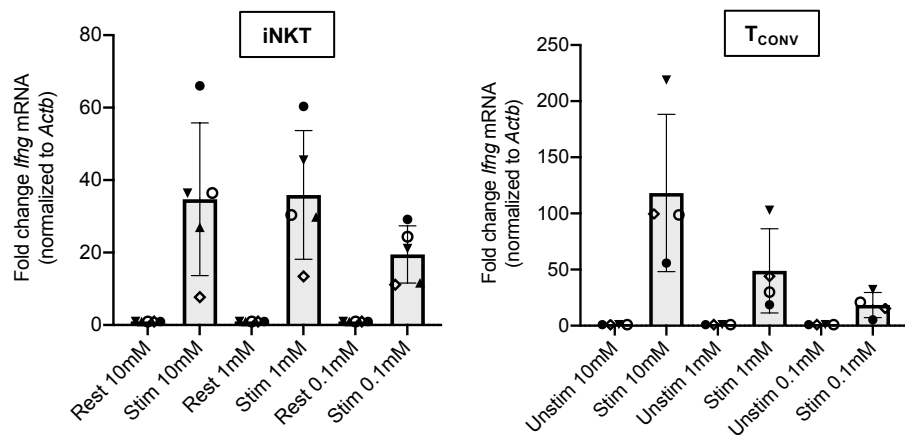 iNKT
Fold change Ifng mRNA
(normalized to Actb)
80
60
40
20
0
Rest 10mM
Stim 10mM
Rest 1mM
Stim 1mM
Rest 0.1mM
Stim 0.1mM
TCONV
Fold change Ifng mRNA
(normalized to Actb)
250
200
150
100
50
0
Unstim 10mM
Stim 10mM
Unstim 1mM
Stim 1mM
Unstim 0.1mM
Stim 0.1mM